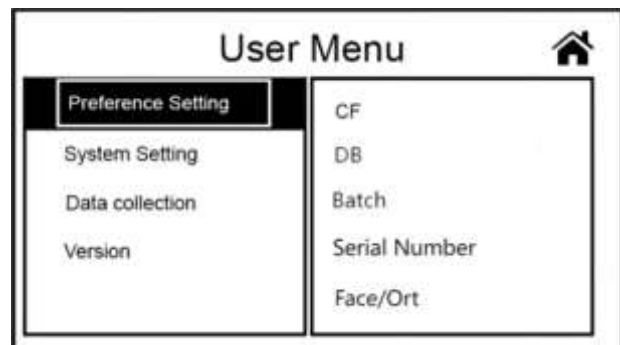 User Menu
Preference Setting
System Setting
Data collection
Version
CF
DB
Batch
Serial Number
Face/Ort